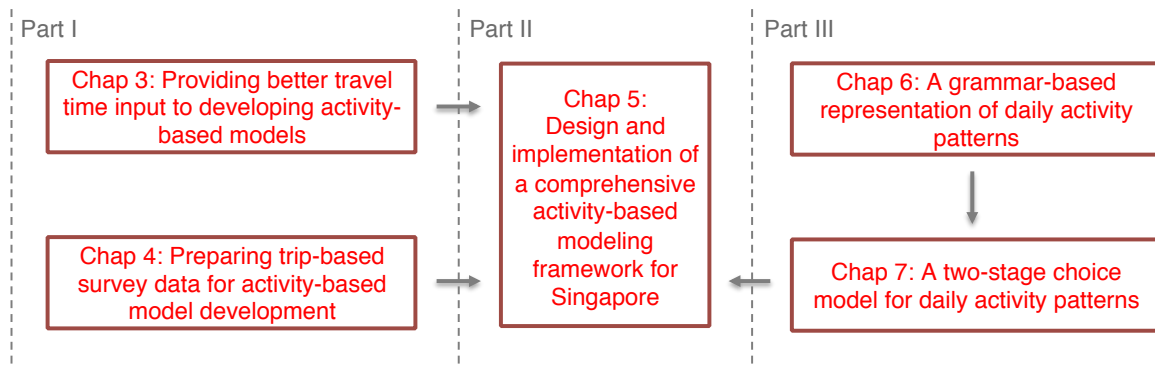 Part I
Chap 3: Providing better travel
time input to developing activity-
based models
Chap 4: Preparing trip-based
survey data for activity-based
model development
Part II
Chap 5:
Design and
implementation of
a comprehensive
activity-based
modeling
framework for
Singapore
Part III
Chap 6: A grammar-based
representation of daily activity
patterns
Chap 7: A two-stage choice
model for daily activity patterns